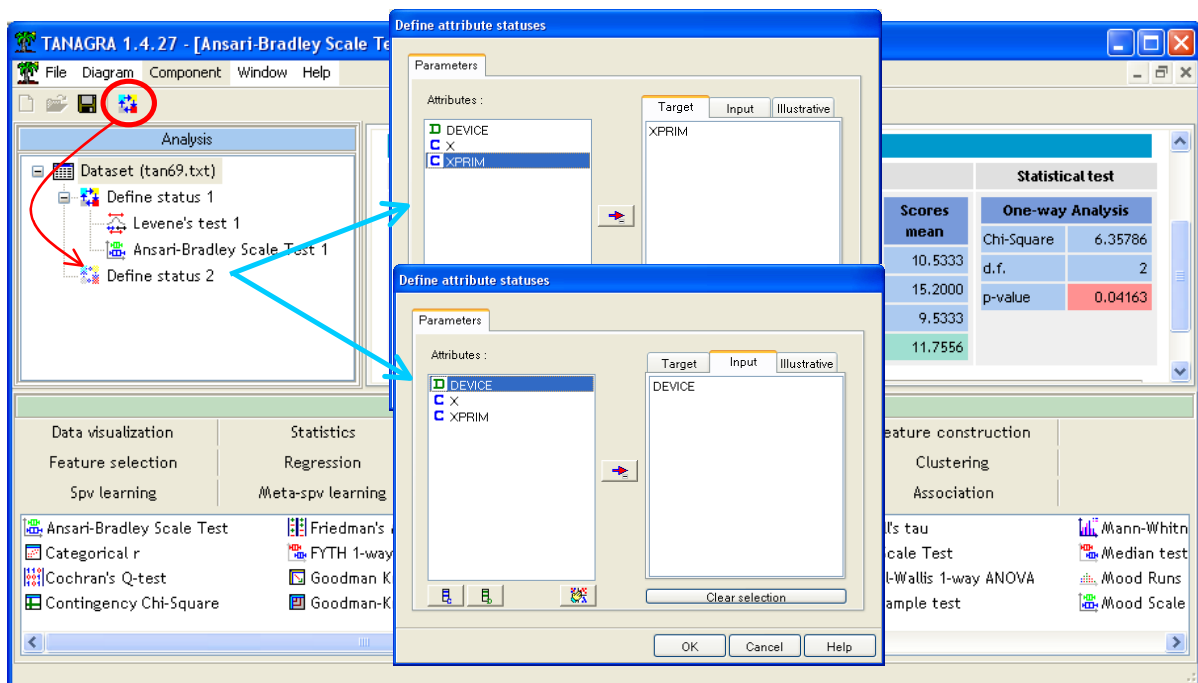 TANAGRA 1.4.27 - [Ansari-Bradley Scale Te
File Diagram Component Window Help
Analysis
Dataset (tan69.txt)
Define status 1
Levene's test 1
Ansari-Bradley Scale Test 1
Define status 2
Define attribute statuses
Parameters
Attributes :
D DEVICE
C X
C XPRIM
Target Input Illustrative
XPRIM
Define attribute statuses
Parameters
Attributes :
D DEVICE
C X
C XPRIM
Target Input Illustrative
DEVICE
Clear selection
OK Cancel Help
Statistical test
Scores mean
10.5333
15.2000
9.5333
11.7556
One-way Analysis
Chi-Square 6.35786
d.f. 2
p-value 0.04163
Data visualization Statistics eature construction
Feature selection Regression Clustering
Spv learning Meta-spv learning Association
Ansari-Bradley Scale Test Friedman's l's tau Mann-Whitn
Categorical r FYTH 1-way cale Test Median test
Cochran's Q-test Goodman K l-Wallis 1-way ANOVA Mood Runs
Contingency Chi-Square Goodman-K ample test Mood Scale